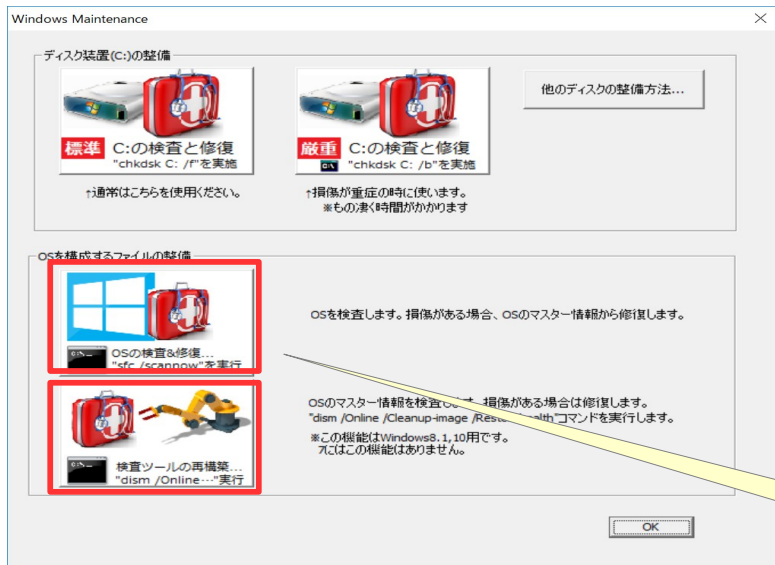 Windows Maintenance
ディスク装置(C:)の整備
標準 C:の検査と修復
"chkdsk C: /f"を実施
↑通常はこちらを使用ください。
厳重 C:の検査と修復
"chkdsk C: /b"を実施
↑損傷が重症の時に使います。
※もの凄く時間がかかります
他のディスクの整備方法...
OSを構成するファイルの整備
OSの検査&修復...
"sfc /scannow"を実行
OSを検査します。損傷がある場合、OSのマスター情報から修復します。
検査ツールの再構築...
"dism /Online…"実行
OSのマスター情報を検査します。損傷がある場合は修復します。
"dism /Online /Cleanup-image /RestoreHealth"コマンドを実行します。
※この機能はWindows8.1,10用です。
7にはこの機能はありません。
OK